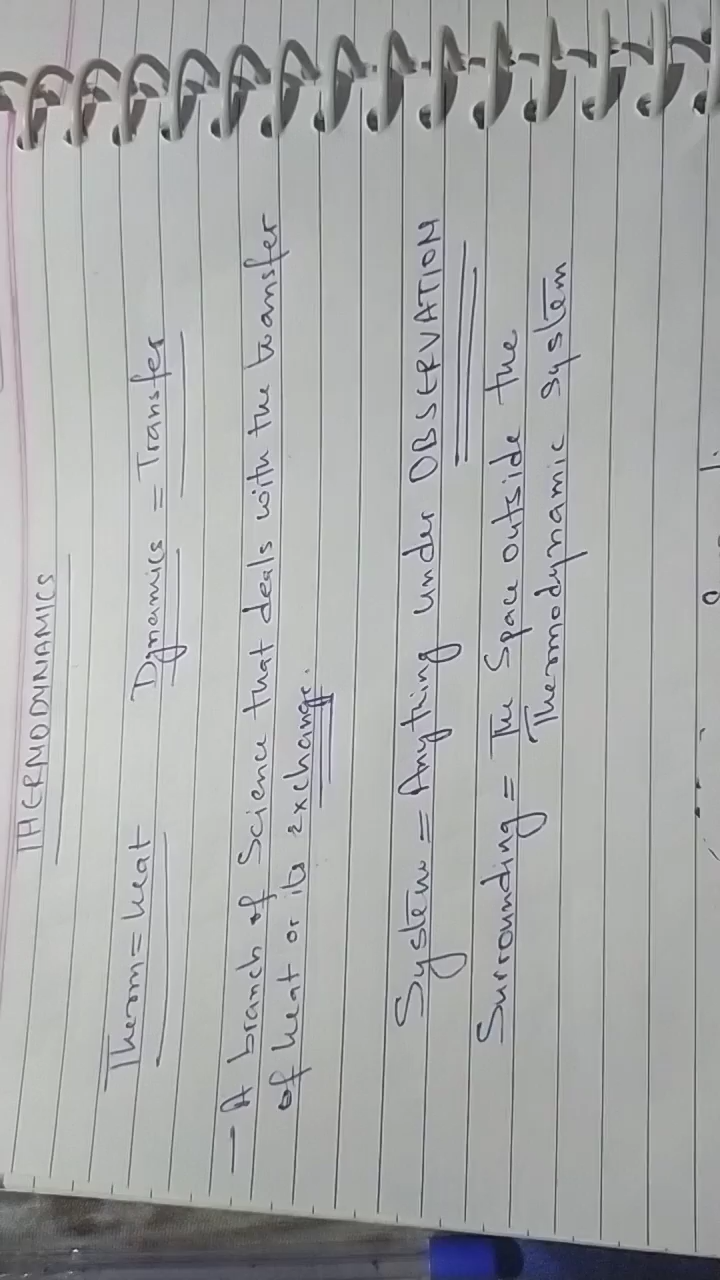 THERMODYNAMICS
Therm = heat Dynamics = Transfer
- A branch of Science that deals with the transfer
of heat or its exchange.
System = Anything under OBSERVATION
Surrounding = The Space outside the
Thermodynamic system